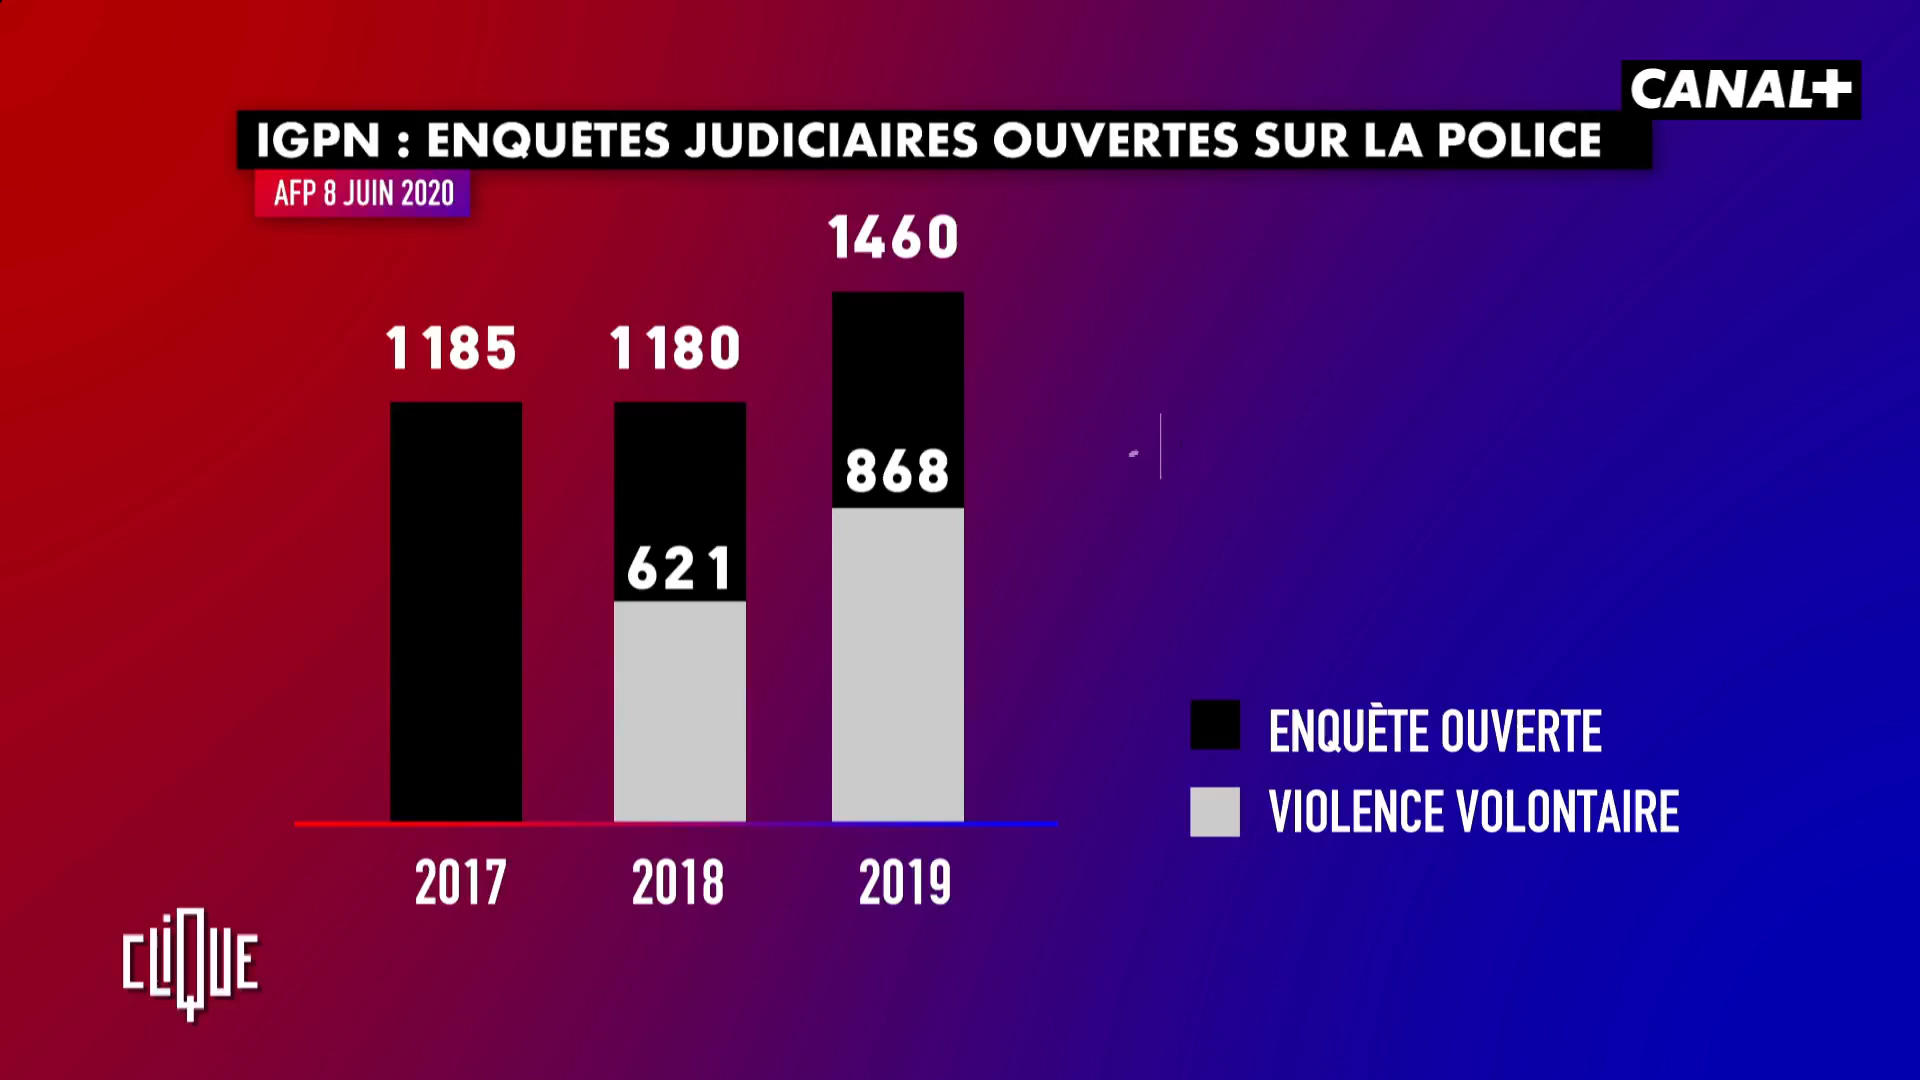 CANAL+
IGPN : ENQUÊTES JUDICIAIRES OUVERTES SUR LA POLICE
AFP 8 JUIN 2020
1460
1185
1180
868
621
ENQUÊTE OUVERTE
VIOLENCE VOLONTAIRE
2017
2018
2019
CLiQUE